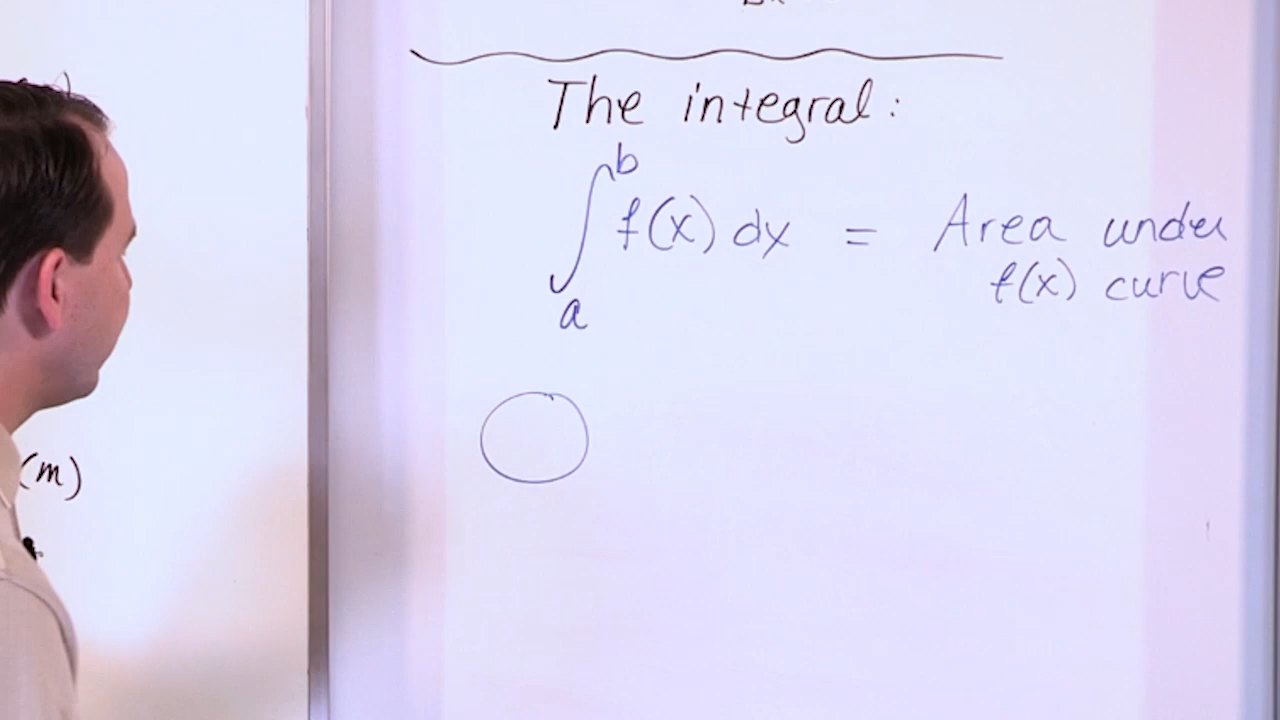 The integral:
∫_a^b f(x) dx = Area under
f(x) curve
(m)